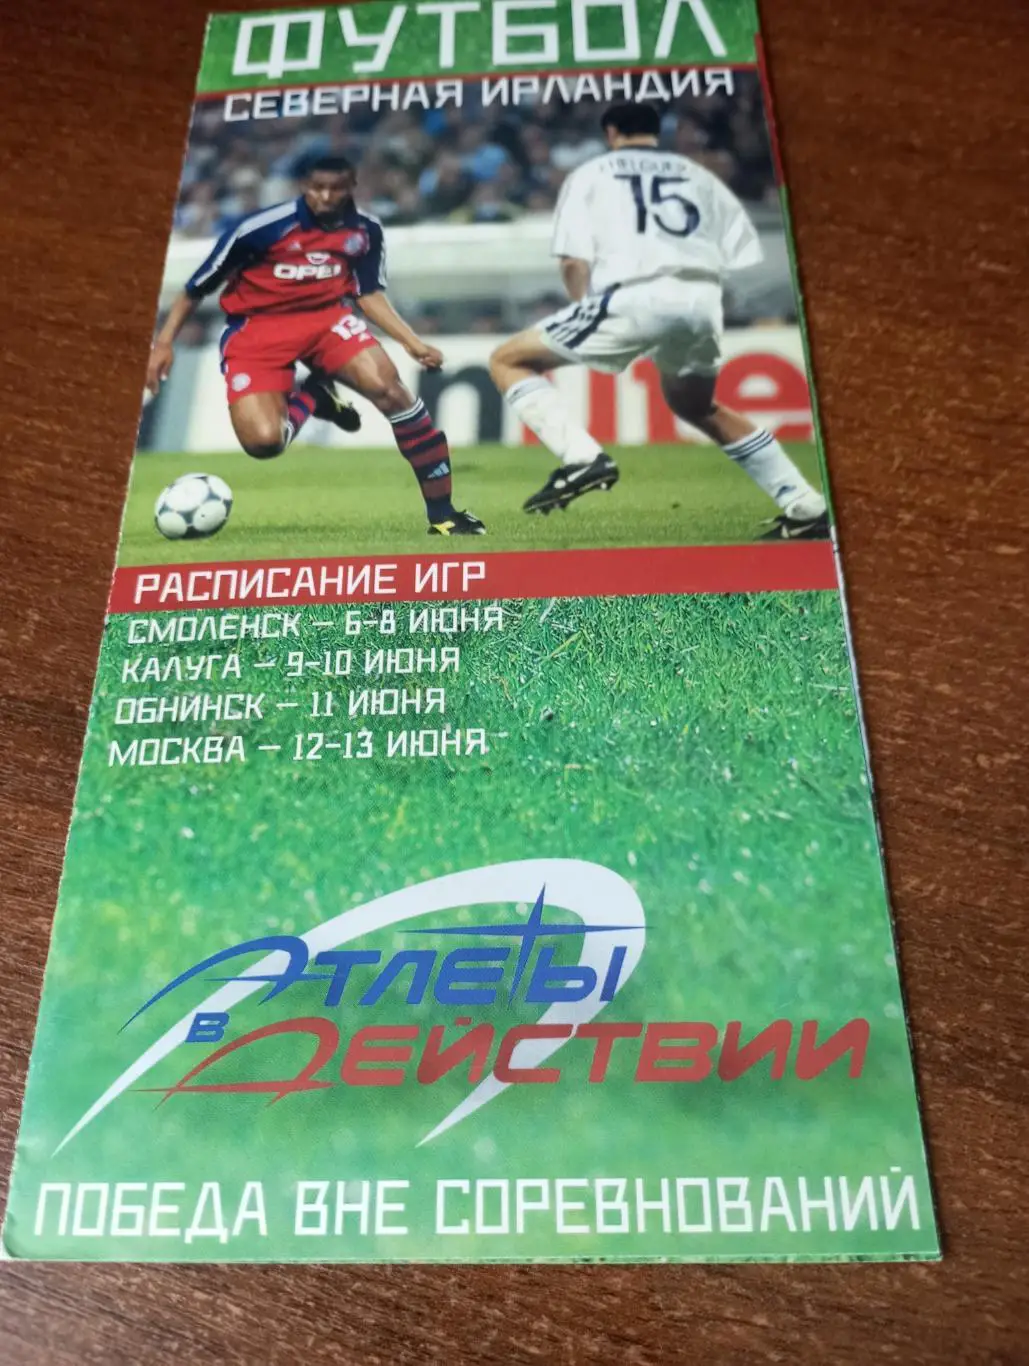 ФУТБОЛ
СЕВЕРНАЯ ИРЛАНДИЯ
15
OPEL
13
РАСПИСАНИЕ ИГР
СМОЛЕНСК – 6-8 ИЮНЯ
КАЛУГА – 9-10 ИЮНЯ
ОБНИНСК – 11 ИЮНЯ
МОСКВА – 12-13 ИЮНЯ
АТЛЕТЫ
В ДЕЙСТВИИ
ПОБЕДА ВНЕ СОРЕВНОВАНИЙ